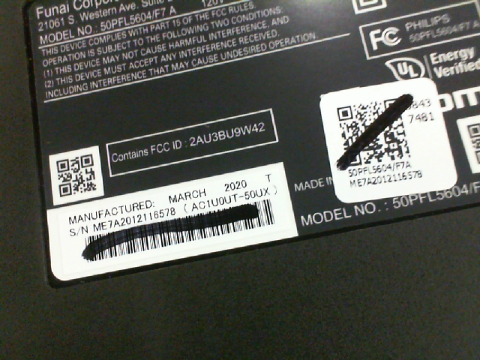 Funai Corpor
21061 S. Western Ave. Suite
MODEL NO : 50PFL5604/F7 A 120V
THIS DEVICE COMPLIES WITH PART 15 OF THE FCC RULES.
OPERATION IS SUBJECT TO THE FOLLOWING TWO CONDITIONS:
(1) THIS DEVICE MAY NOT CAUSE HARMFUL INTERFERENCE, AND
(2) THIS DEVICE MUST ACCEPT ANY INTERFERENCE RECEIVED,
INCLUDING INTERFERENCE THAT MAY CAUSE UNDESIRED OPERATION.
FC PHILIPS
50PFL5604/F7 A
UL Energy
Verified
Contains FCC ID : 2AU3BU9W42
843
7481
50PFL5604/F7A
ME7A2012116578
MADE IN
MODEL NO. : 50PFL5604/F
MANUFACTURED: MARCH 2020 T
S/N ME7A2012116578 ( AC1U0UT-50UX )